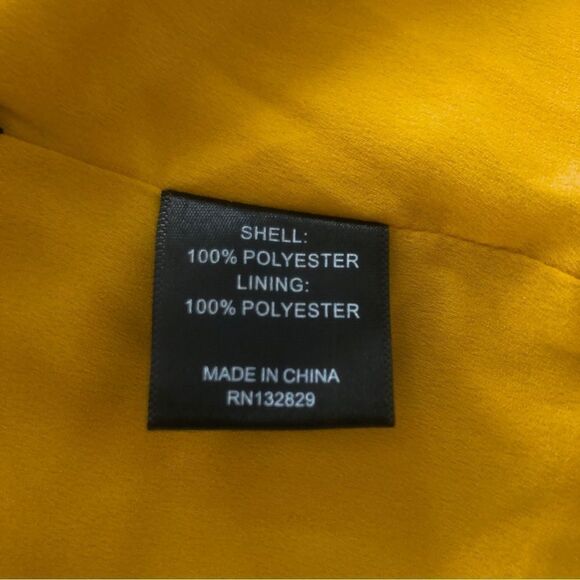 SHELL:
100% POLYESTER
LINING:
100% POLYESTER
MADE IN CHINA
RN132829